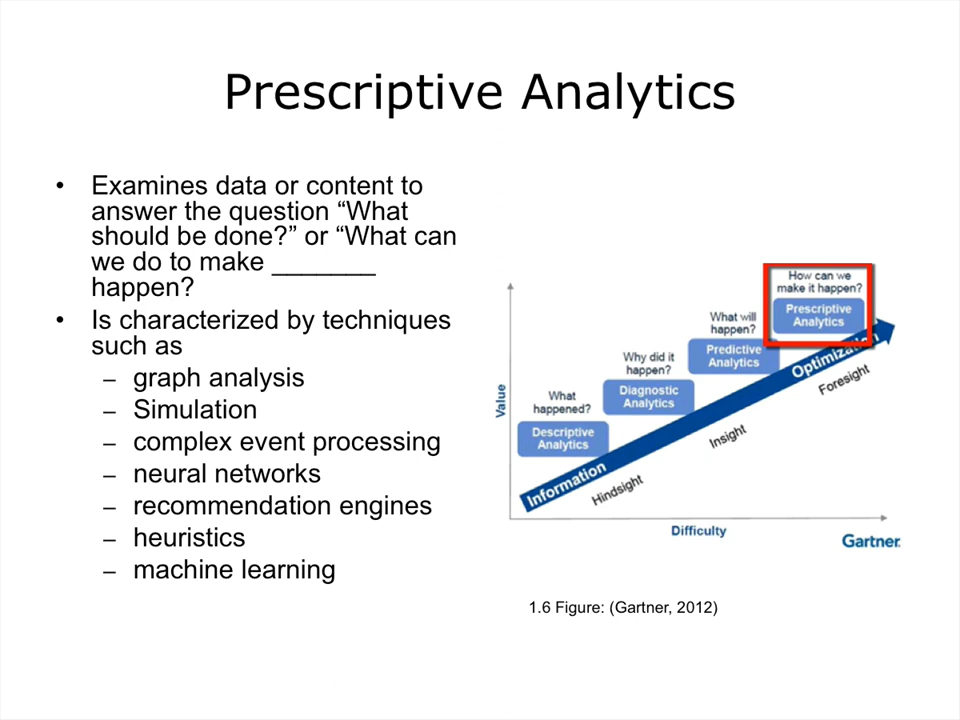 Prescriptive Analytics
• Examines data or content to
answer the question “What
should be done?” or “What can
we do to make _______
happen?
• Is characterized by techniques
such as
– graph analysis
– Simulation
– complex event processing
– neural networks
– recommendation engines
– heuristics
– machine learning
How can we
make it happen?
Prescriptive
Analytics
What will
happen?
Predictive
Analytics
Why did it
happen?
Diagnostic
Analytics
What
happened?
Descriptive
Analytics
Value
Information
Optimization
Hindsight
Insight
Foresight
Difficulty
Gartner.
1.6 Figure: (Gartner, 2012)